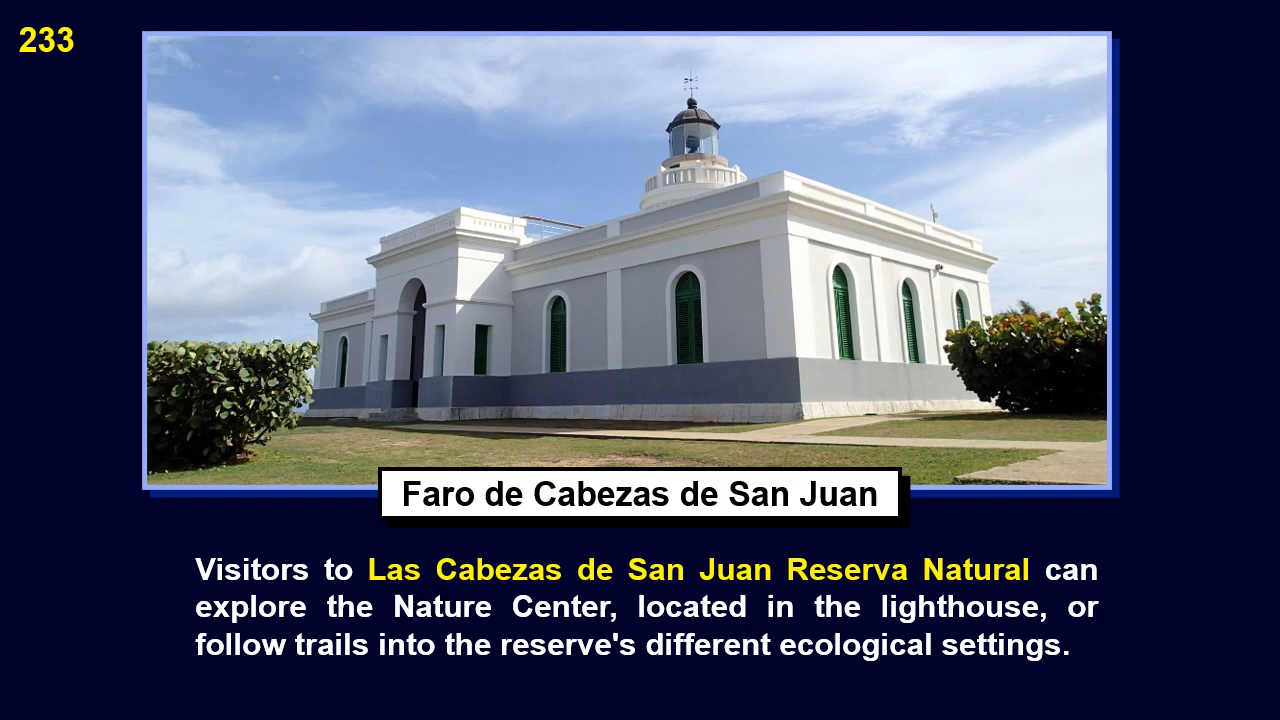 233
Faro de Cabezas de San Juan
Visitors to Las Cabezas de San Juan Reserva Natural can
explore the Nature Center, located in the lighthouse, or
follow trails into the reserve's different ecological settings.